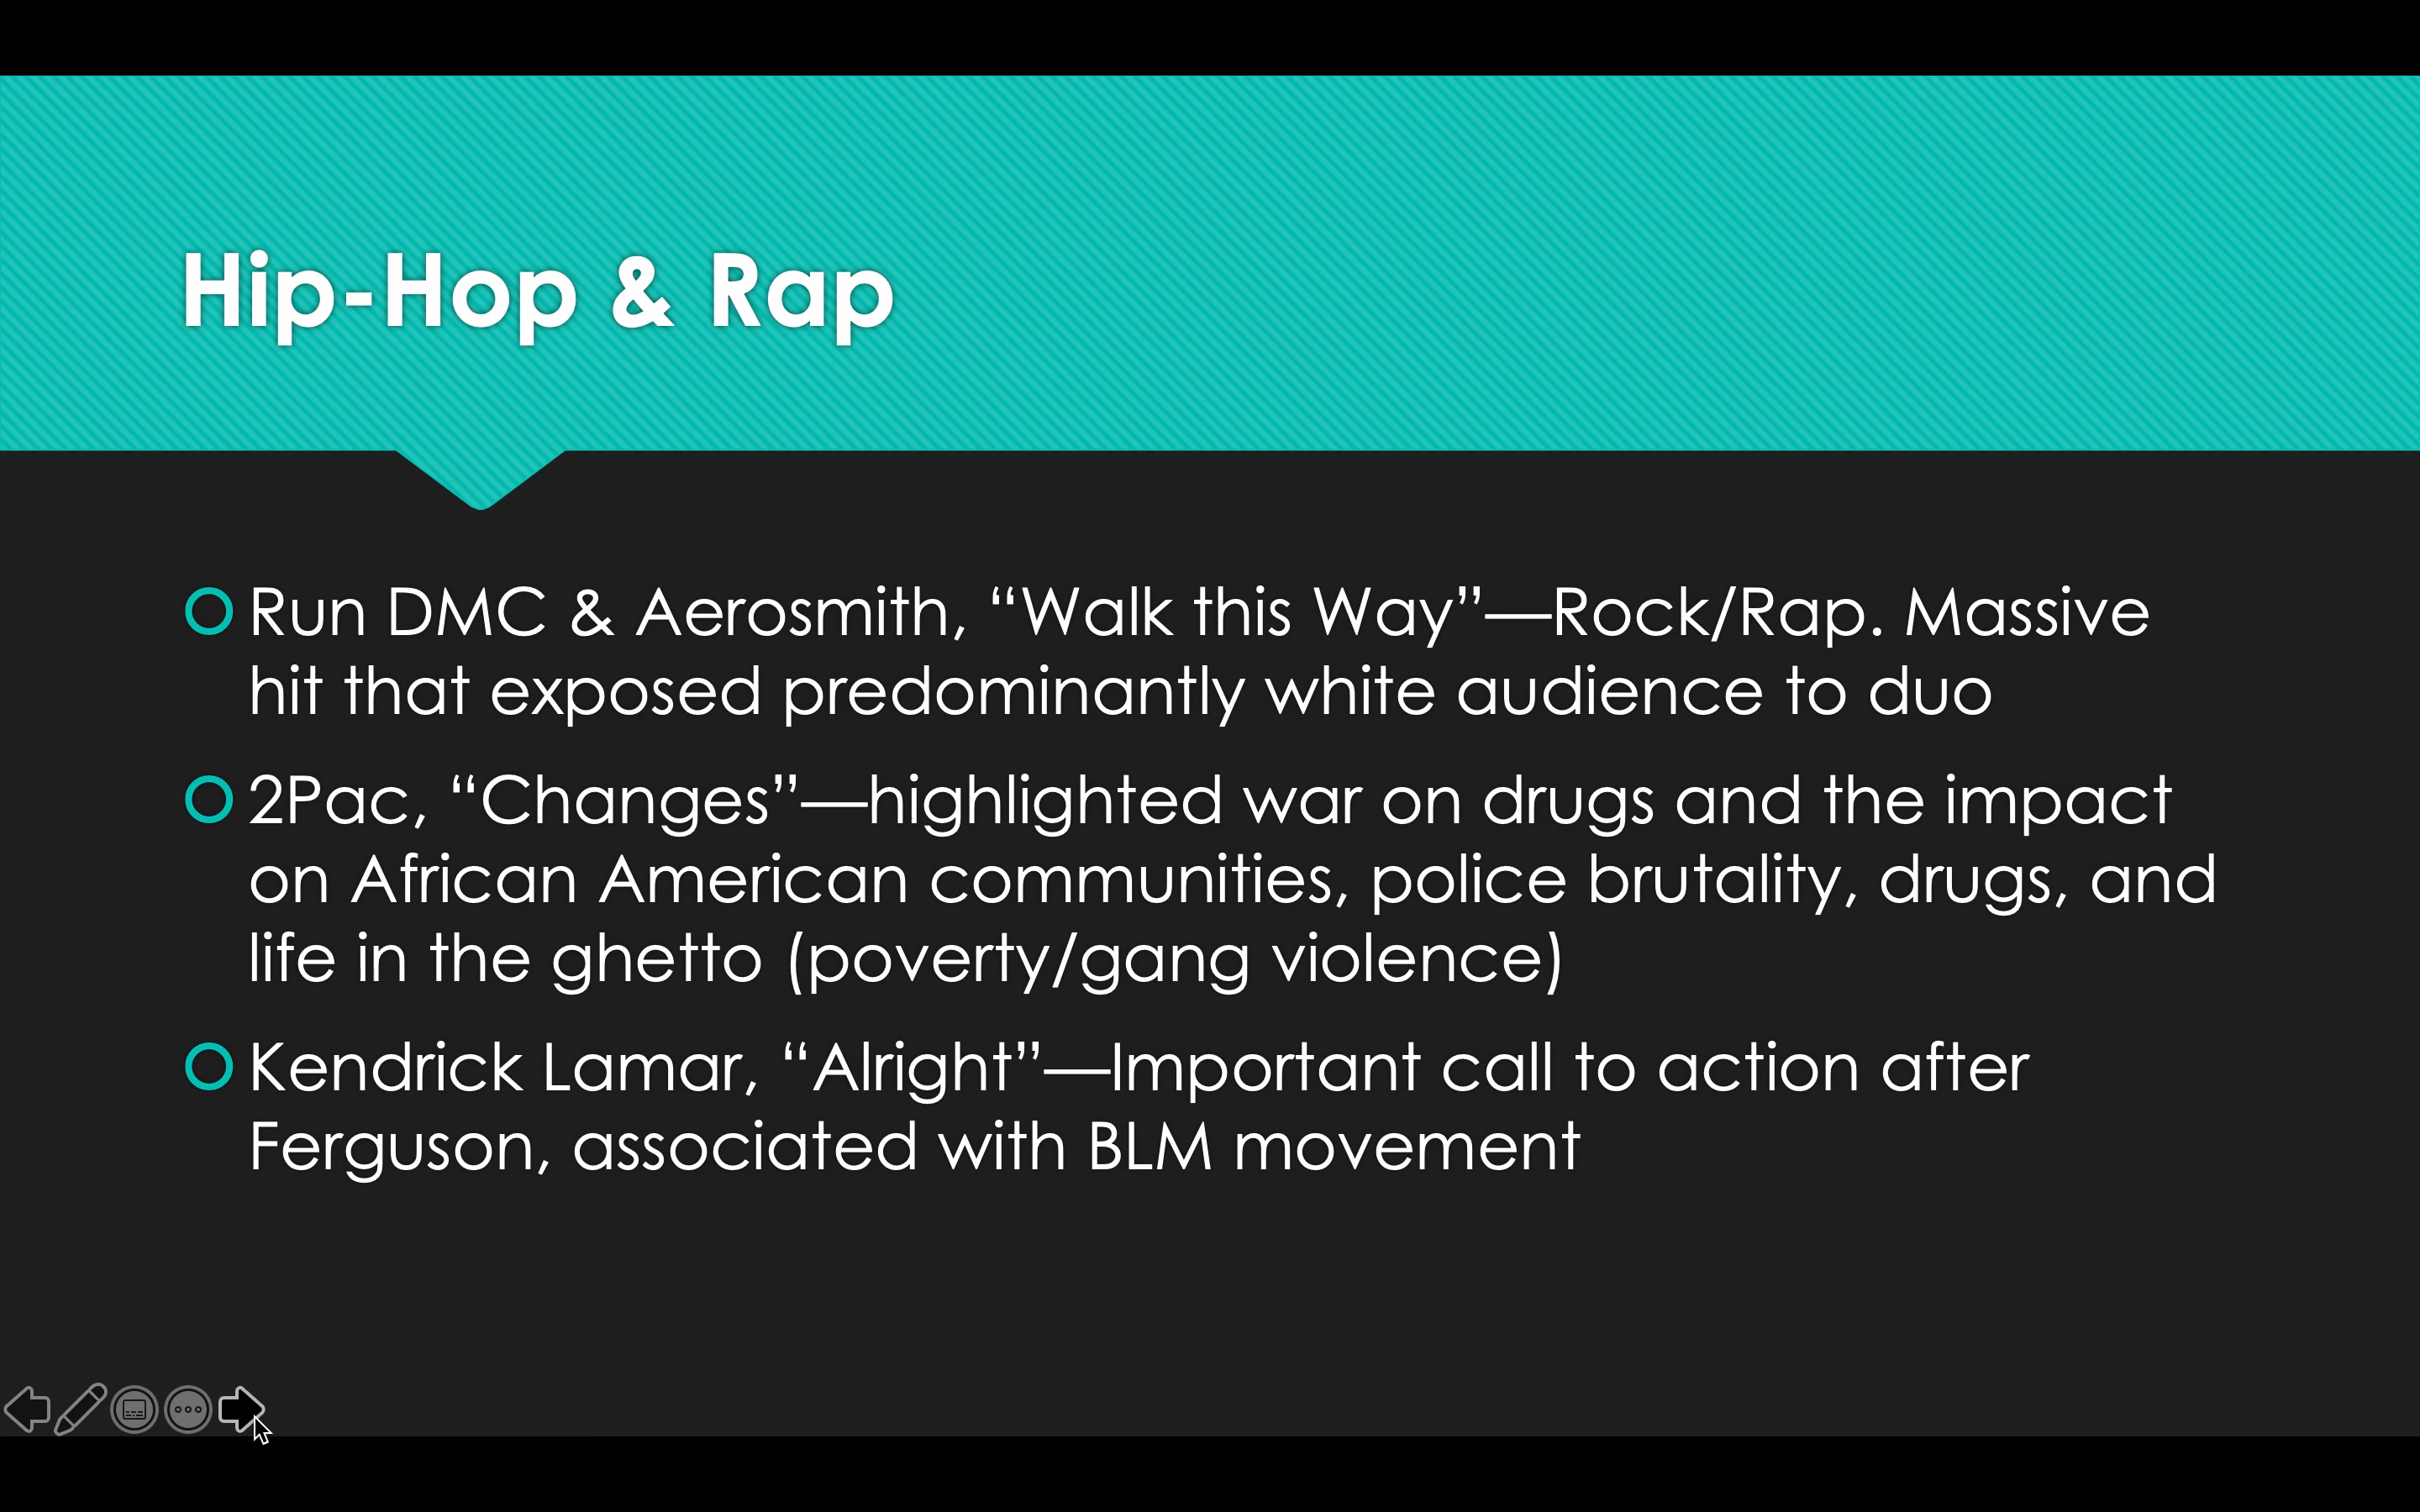 Hip-Hop & Rap
Run DMC & Aerosmith, “Walk this Way”—Rock/Rap. Massive
hit that exposed predominantly white audience to duo
2Pac, “Changes”—highlighted war on drugs and the impact
on African American communities, police brutality, drugs, and
life in the ghetto (poverty/gang violence)
Kendrick Lamar, “Alright”—Important call to action after
Ferguson, associated with BLM movement